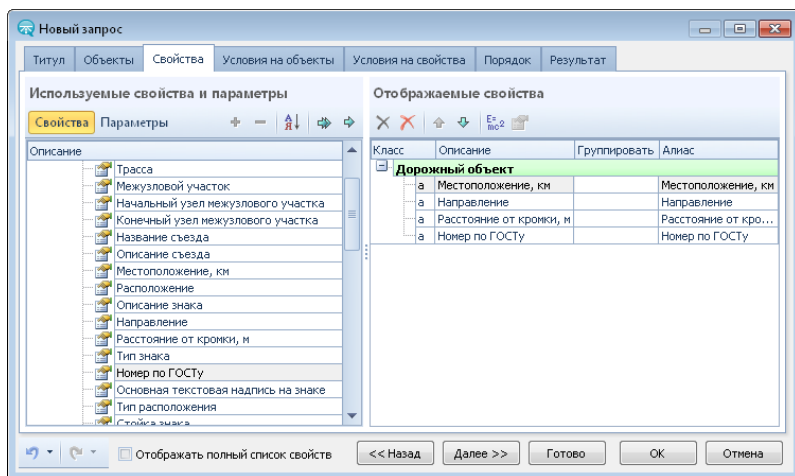 Новый запрос
Титул Объекты Свойства Условия на объекты Условия на свойства Порядок Результат
Используемые свойства и параметры
Свойства Параметры
Описание
Трасса
Межузловой участок
Начальный узел межузлового участка
Конечный узел межузлового участка
Название съезда
Описание съезда
Местоположение, км
Расположение
Описание знака
Направление
Расстояние от кромки, м
Тип знака
Номер по ГОСТу
Основная текстовая надпись на знаке
Тип расположения
Стойка знака
Отображаемые свойства
E= mc2
Класс Описание Группировать Алиас
Дорожный объект
a Местоположение, км Местоположение, км
a Направление Направление
a Расстояние от кромки, м Расстояние от кро...
a Номер по ГОСТу Номер по ГОСТу
Отображать полный список свойств << Назад Далее >> Готово ОК Отмена